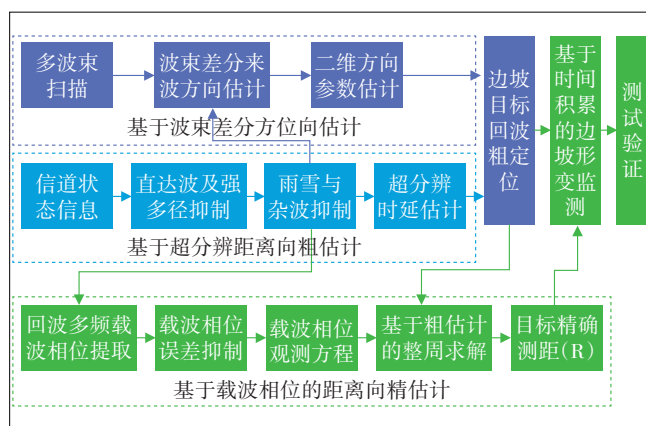 多波束
扫描
波束差分来
波方向估计
二维方向
参数估计
基于波束差分方位向估计
信道状
态信息
直达波及强
多径抑制
雨雪与
杂波抑制
超分辨
时延估计
基于超分辨距离向粗估计
边坡
目标
回波
粗定
位
基于
时间
积累
的边
坡形
变监
测
测
试
验
证
回波多频载
波相位提取
载波相位
误差抑制
载波相位
观测方程
基于粗估计
的整周求解
目标精确
测距(R)
基于载波相位的距离向精估计